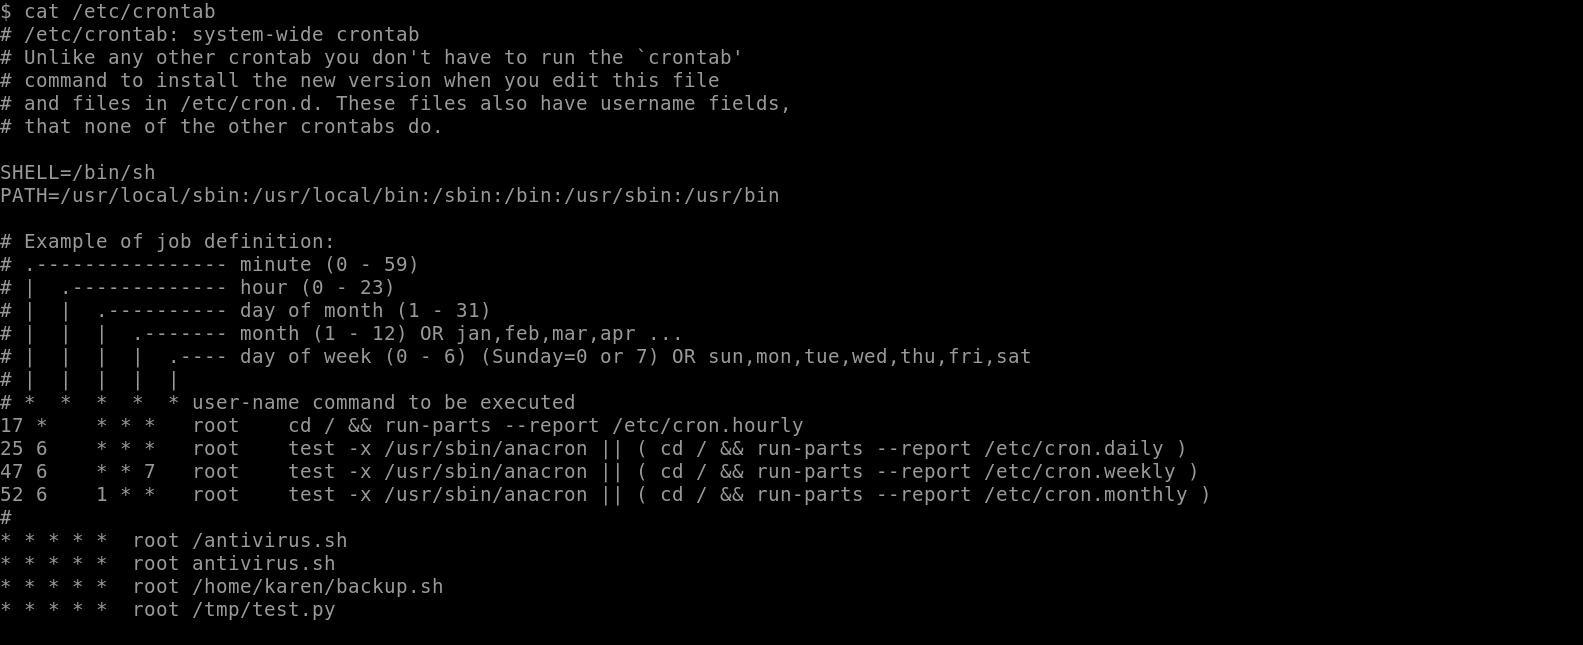 $ cat /etc/crontab
# /etc/crontab: system-wide crontab
# Unlike any other crontab you don't have to run the `crontab'
# command to install the new version when you edit this file
# and files in /etc/cron.d. These files also have username fields,
# that none of the other crontabs do.

SHELL=/bin/sh
PATH=/usr/local/sbin:/usr/local/bin:/sbin:/bin:/usr/sbin:/usr/bin

# Example of job definition:
# .---------------- minute (0 - 59)
# |  .------------- hour (0 - 23)
# |  |  .---------- day of month (1 - 31)
# |  |  |  .------- month (1 - 12) OR jan,feb,mar,apr ...
# |  |  |  |  .---- day of week (0 - 6) (Sunday=0 or 7) OR sun,mon,tue,wed,thu,fri,sat
# |  |  |  |  |
# *  *  *  *  * user-name command to be executed
17 *    * * *   root    cd / && run-parts --report /etc/cron.hourly
25 6    * * *   root    test -x /usr/sbin/anacron || ( cd / && run-parts --report /etc/cron.daily )
47 6    * * 7   root    test -x /usr/sbin/anacron || ( cd / && run-parts --report /etc/cron.weekly )
52 6    1 * *   root    test -x /usr/sbin/anacron || ( cd / && run-parts --report /etc/cron.monthly )
#
* * * * *  root /antivirus.sh
* * * * *  root antivirus.sh
* * * * *  root /home/karen/backup.sh
* * * * *  root /tmp/test.py